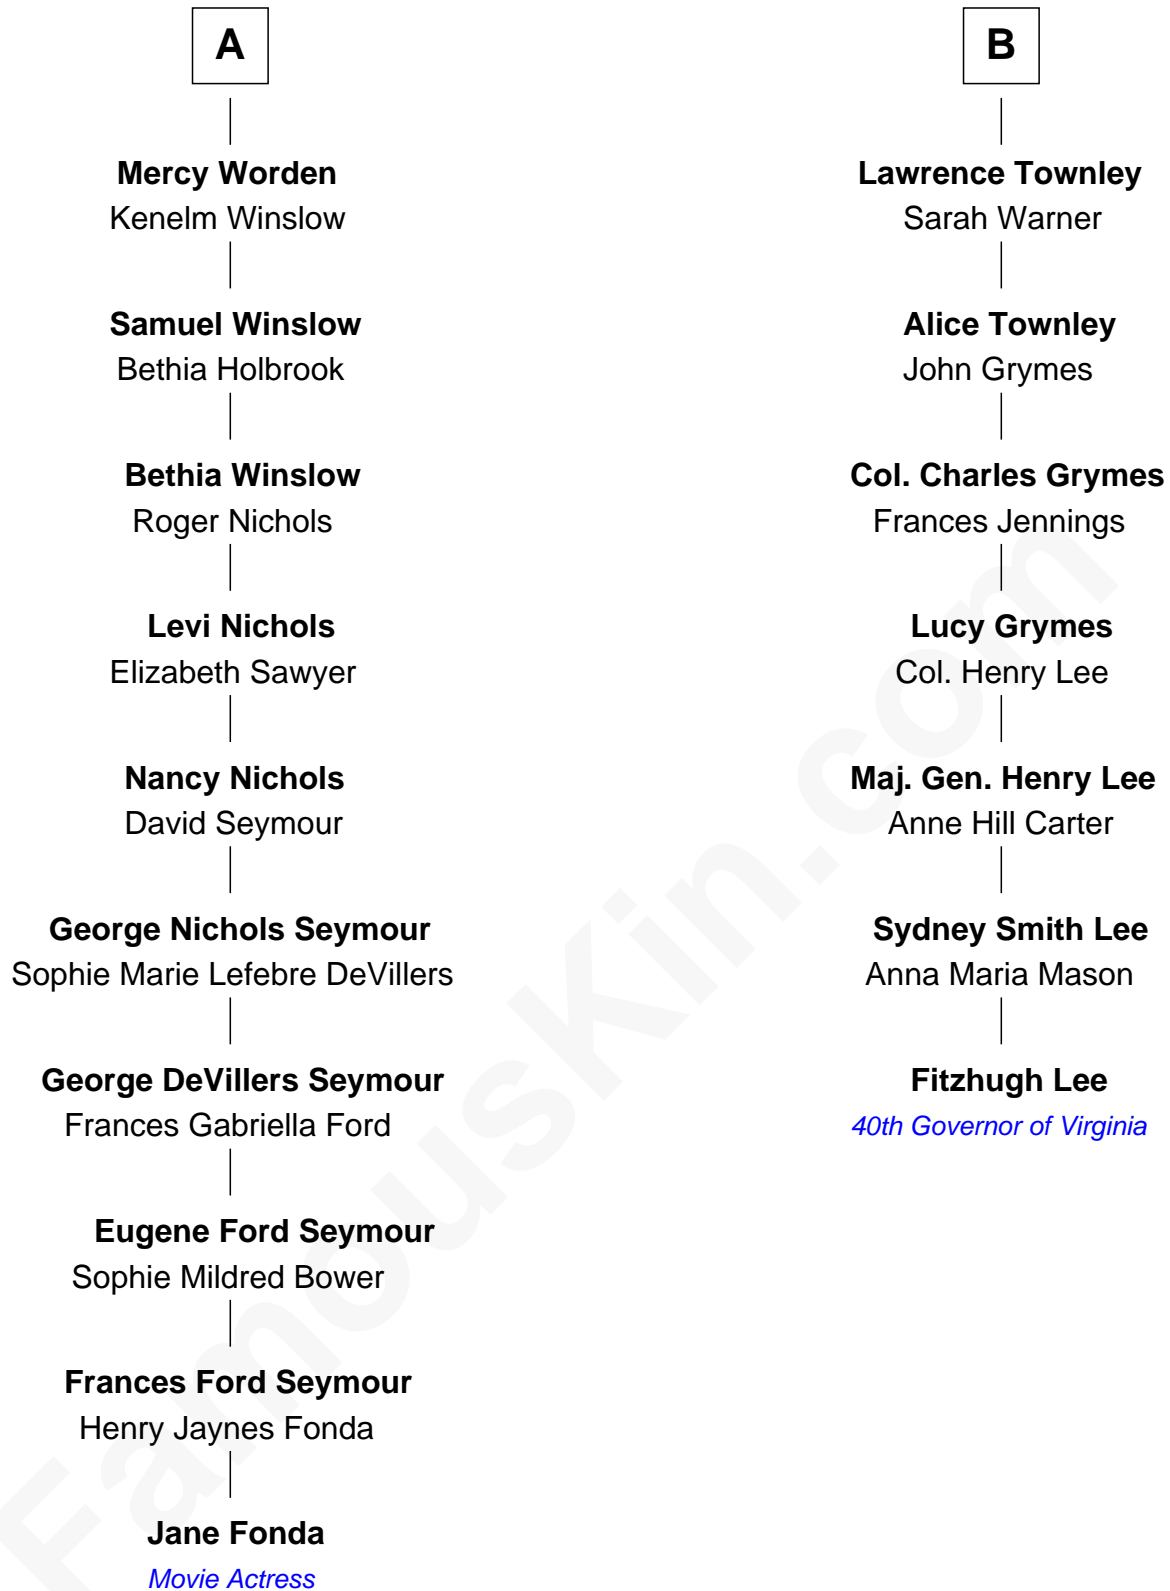 A
Mercy Worden
Kenelm Winslow
Samuel Winslow
Bethia Holbrook
Bethia Winslow
Roger Nichols
Levi Nichols
Elizabeth Sawyer
Nancy Nichols
David Seymour
George Nichols Seymour
Sophie Marie Lefebre DeVillers
George DeVillers Seymour
Frances Gabriella Ford
Eugene Ford Seymour
Sophie Mildred Bower
Frances Ford Seymour
Henry Jaynes Fonda
Jane Fonda
Movie Actress
B
Lawrence Townley
Sarah Warner
Alice Townley
John Grymes
Col. Charles Grymes
Frances Jennings
Lucy Grymes
Col. Henry Lee
Maj. Gen. Henry Lee
Anne Hill Carter
Sydney Smith Lee
Anna Maria Mason
Fitzhugh Lee
40th Governor of Virginia
FamousKin.com